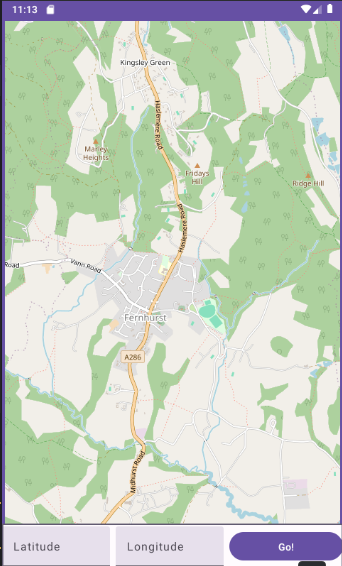 11:13
Kingsley Green
Haslemere Road
Marley
Heights
Fridays
Hill
Ridge Hill
Haslemere Road
Road
Vann Road
Fernhurst
A286
Midhurst Road
Latitude
Longitude
Go!